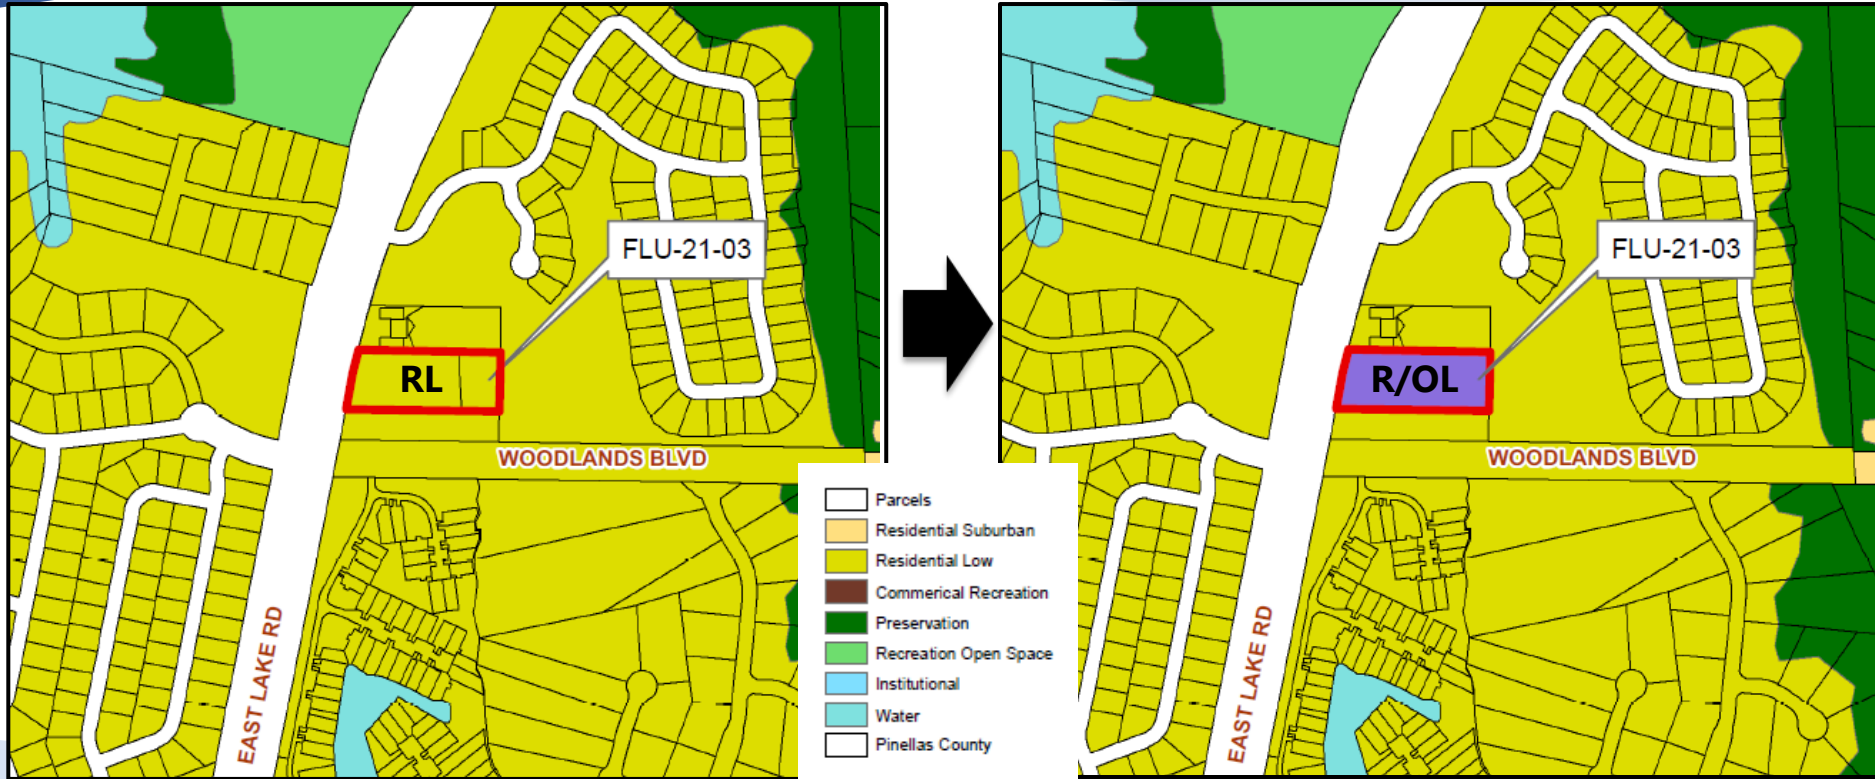 FLU-21-03
RL
WOODLANDS BLVD
EAST LAKE RD
FLU-21-03
R/OL
WOODLANDS BLVD
EAST LAKE RD
Parcels
Residential Suburban
Residential Low
Commerical Recreation
Preservation
Recreation Open Space
Institutional
Water
Pinellas County